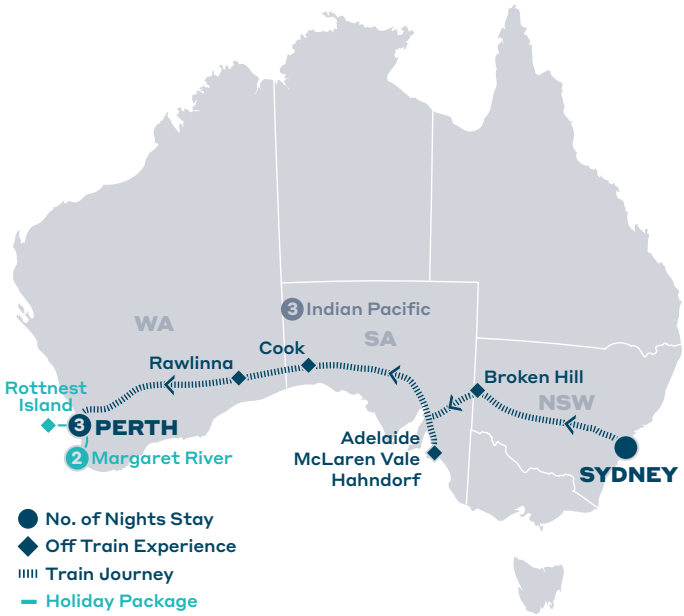 3 Indian Pacific
WA
SA
Cook
Rawlinna
Broken Hill
Rottnest
Island
NSW
3 PERTH
Adelaide
McLaren Vale
Hahndorf
2 Margaret River
SYDNEY
No. of Nights Stay
Off Train Experience
Train Journey
Holiday Package